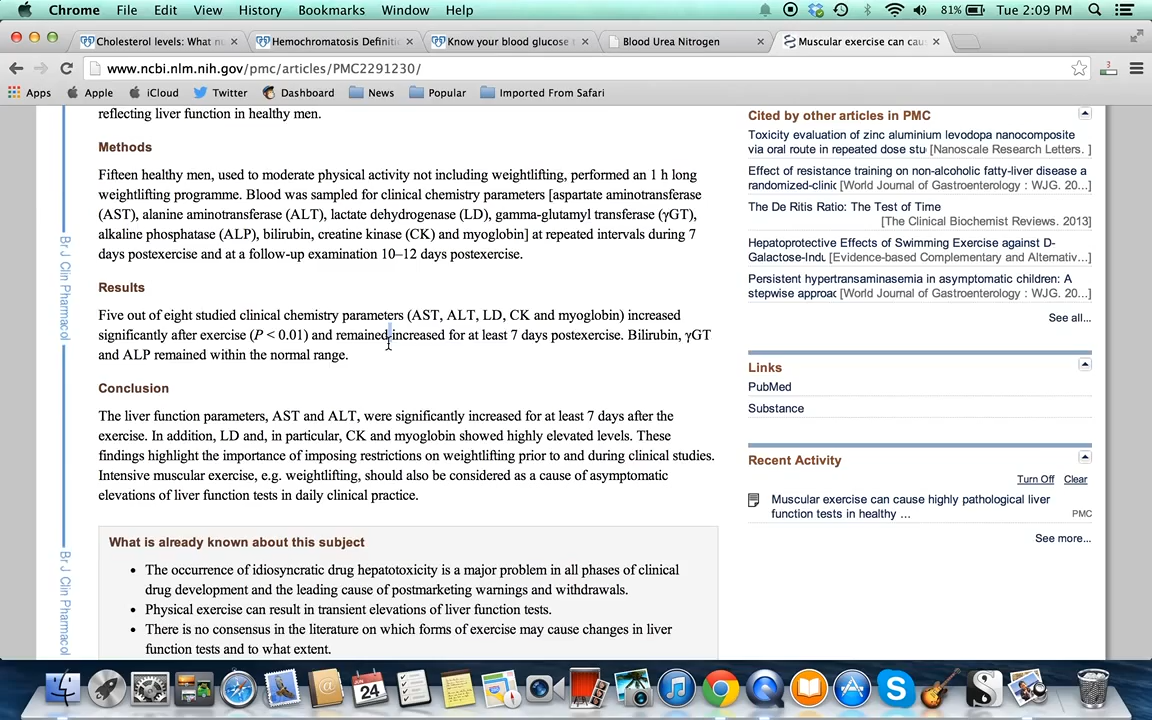 Chrome File Edit View History Bookmarks Window Help 81% Tue 2:09 PM
Cholesterol levels: What nu
Hemochromatosis Definiti
Know your blood glucose
Blood Urea Nitrogen
Muscular exercise can cau
www.ncbi.nlm.nih.gov/pmc/articles/PMC2291230/
Apps Apple iCloud Twitter Dashboard News Popular Imported From Safari
reflecting liver function in healthy men.
Methods
Fifteen healthy men, used to moderate physical activity not including weightlifting, performed an 1 h long
weightlifting programme. Blood was sampled for clinical chemistry parameters [aspartate aminotransferase
(AST), alanine aminotransferase (ALT), lactate dehydrogenase (LD), gamma-glutamyl transferase (γGT),
alkaline phosphatase (ALP), bilirubin, creatine kinase (CK) and myoglobin] at repeated intervals during 7
days postexercise and at a follow-up examination 10–12 days postexercise.
Results
Five out of eight studied clinical chemistry parameters (AST, ALT, LD, CK and myoglobin) increased
significantly after exercise (P < 0.01) and remained increased for at least 7 days postexercise. Bilirubin, γGT
and ALP remained within the normal range.
Conclusion
The liver function parameters, AST and ALT, were significantly increased for at least 7 days after the
exercise. In addition, LD and, in particular, CK and myoglobin showed highly elevated levels. These
findings highlight the importance of imposing restrictions on weightlifting prior to and during clinical studies.
Intensive muscular exercise, e.g. weightlifting, should also be considered as a cause of asymptomatic
elevations of liver function tests in daily clinical practice.
What is already known about this subject
• The occurrence of idiosyncratic drug hepatotoxicity is a major problem in all phases of clinical
drug development and the leading cause of postmarketing warnings and withdrawals.
• Physical exercise can result in transient elevations of liver function tests.
• There is no consensus in the literature on which forms of exercise may cause changes in liver
function tests and to what extent.
Br J Clin Pharmacol
Br J Clin Pharmacol
Cited by other articles in PMC
Toxicity evaluation of zinc aluminium levodopa nanocomposite
via oral route in repeated dose stu [Nanoscale Research Letters. ]
Effect of resistance training on non-alcoholic fatty-liver disease a
randomized-clinic [World Journal of Gastroenterology : WJG. 20...]
The De Ritis Ratio: The Test of Time
[The Clinical Biochemist Reviews. 2013]
Hepatoprotective Effects of Swimming Exercise against D-
Galactose-Indu [Evidence-based Complementary and Alternativ...]
Persistent hypertransaminasemia in asymptomatic children: A
stepwise approac [World Journal of Gastroenterology : WJG. 20...]
See all...
Links
PubMed
Substance
Recent Activity
Turn Off Clear
Muscular exercise can cause highly pathological liver
function tests in healthy ...
PMC
See more...
JUN
24